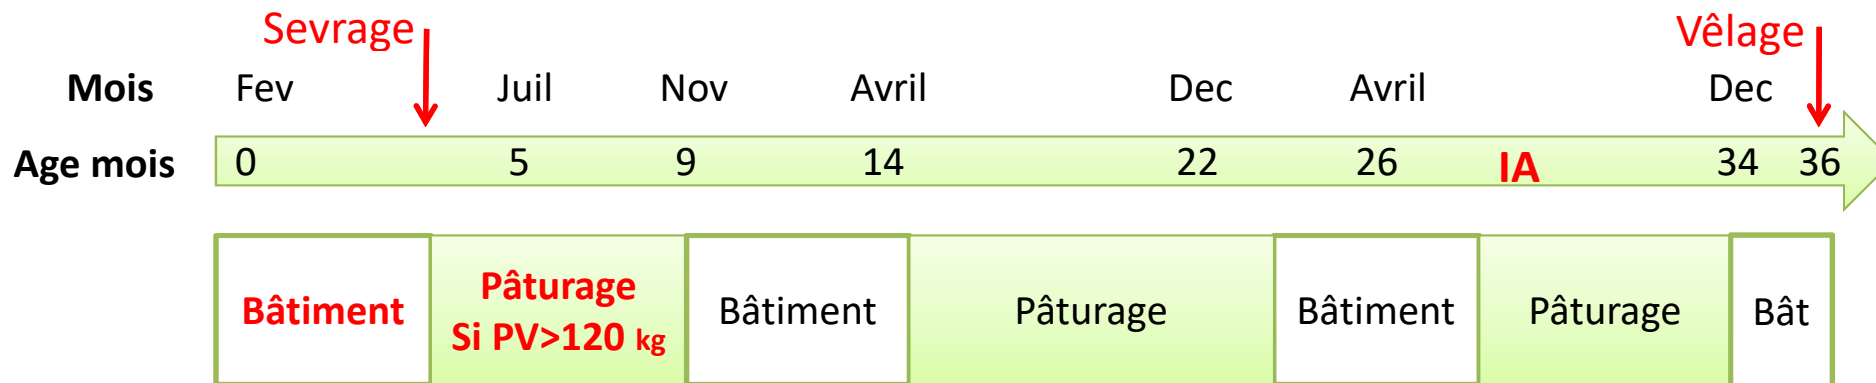 Sevrage Vêlage
Mois Fev Juil Nov Avril Dec Avril Dec
Age mois 0 5 9 14 22 26 IA 34 36
Bâtiment Pâturage Si PV>120 kg Bâtiment Pâturage Bâtiment Pâturage Bât